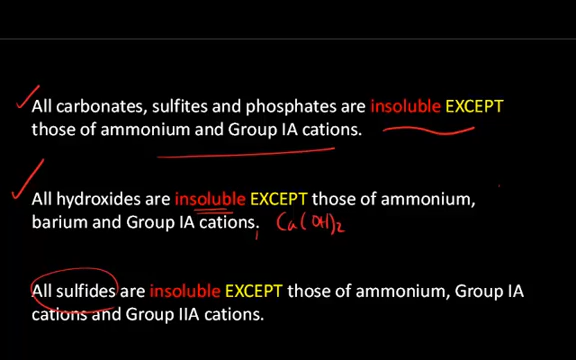 All carbonates, sulfites and phosphates are insoluble EXCEPT
those of ammonium and Group IA cations.
All hydroxides are insoluble EXCEPT those of ammonium,
barium and Group IA cations. Ca(OH)2
All sulfides are insoluble EXCEPT those of ammonium, Group IA
cations and Group IIA cations.